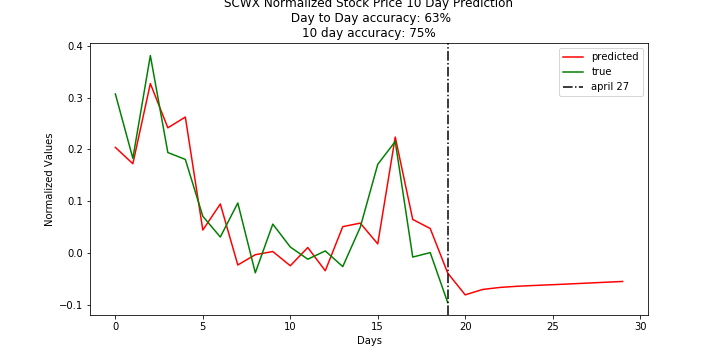 SCWX Normalized Stock Price 10 Day Prediction
Day to Day accuracy: 63%
10 day accuracy: 75%
0.4
0.3
0.2
0.1
0.0
−0.1
Normalized Values
predicted
true
april 27
0 5 10 15 20 25 30
Days